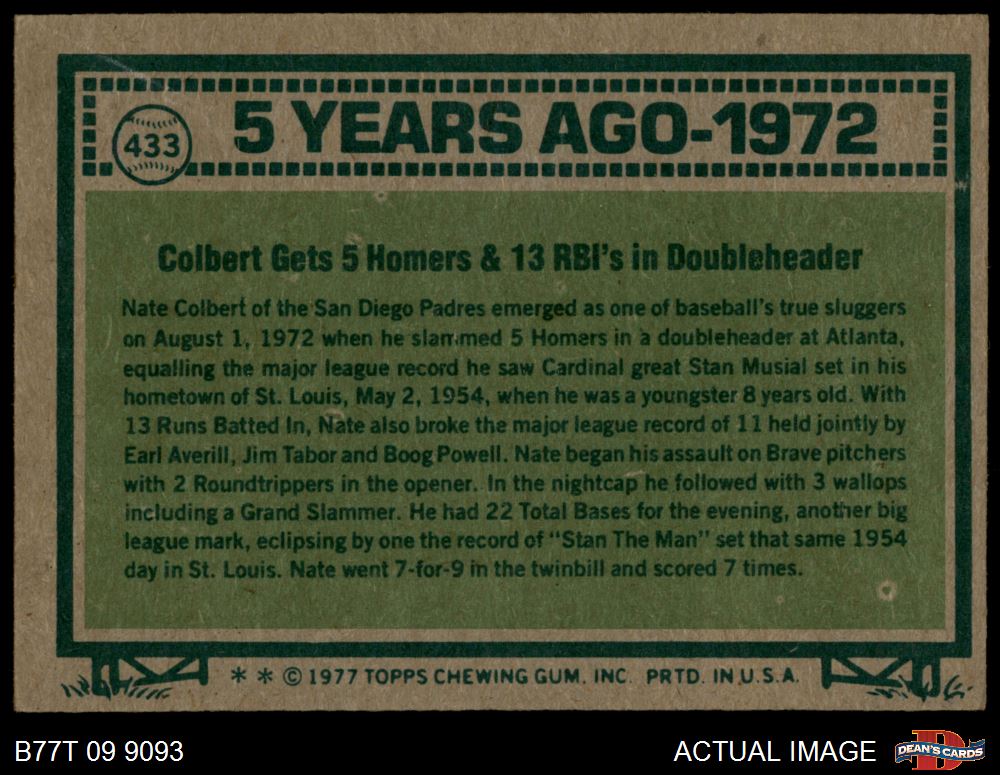 433
5 YEARS AGO-1972
Colbert Gets 5 Homers & 13 RBI's in Doubleheader
Nate Colbert of the San Diego Padres emerged as one of baseball's true sluggers
on August 1, 1972 when he slammed 5 Homers in a doubleheader at Atlanta,
equalling the major league record he saw Cardinal great Stan Musial set in his
hometown of St. Louis, May 2, 1954, when he was a youngster 8 years old. With
13 Runs Batted In, Nate also broke the major league record of 11 held jointly by
Earl Averill, Jim Tabor and Boog Powell. Nate began his assault on Brave pitchers
with 2 Roundtrippers in the opener. In the nightcap he followed with 3 wallops
including a Grand Slammer. He had 22 Total Bases for the evening, another big
league mark, eclipsing by one the record of "Stan The Man" set that same 1954
day in St. Louis. Nate went 7-for-9 in the twinbill and scored 7 times.
* * © 1977 TOPPS CHEWING GUM, INC. PRTD. IN U.S.A.
B77T 09 9093
ACTUAL IMAGE
D
DEAN'S CARDS